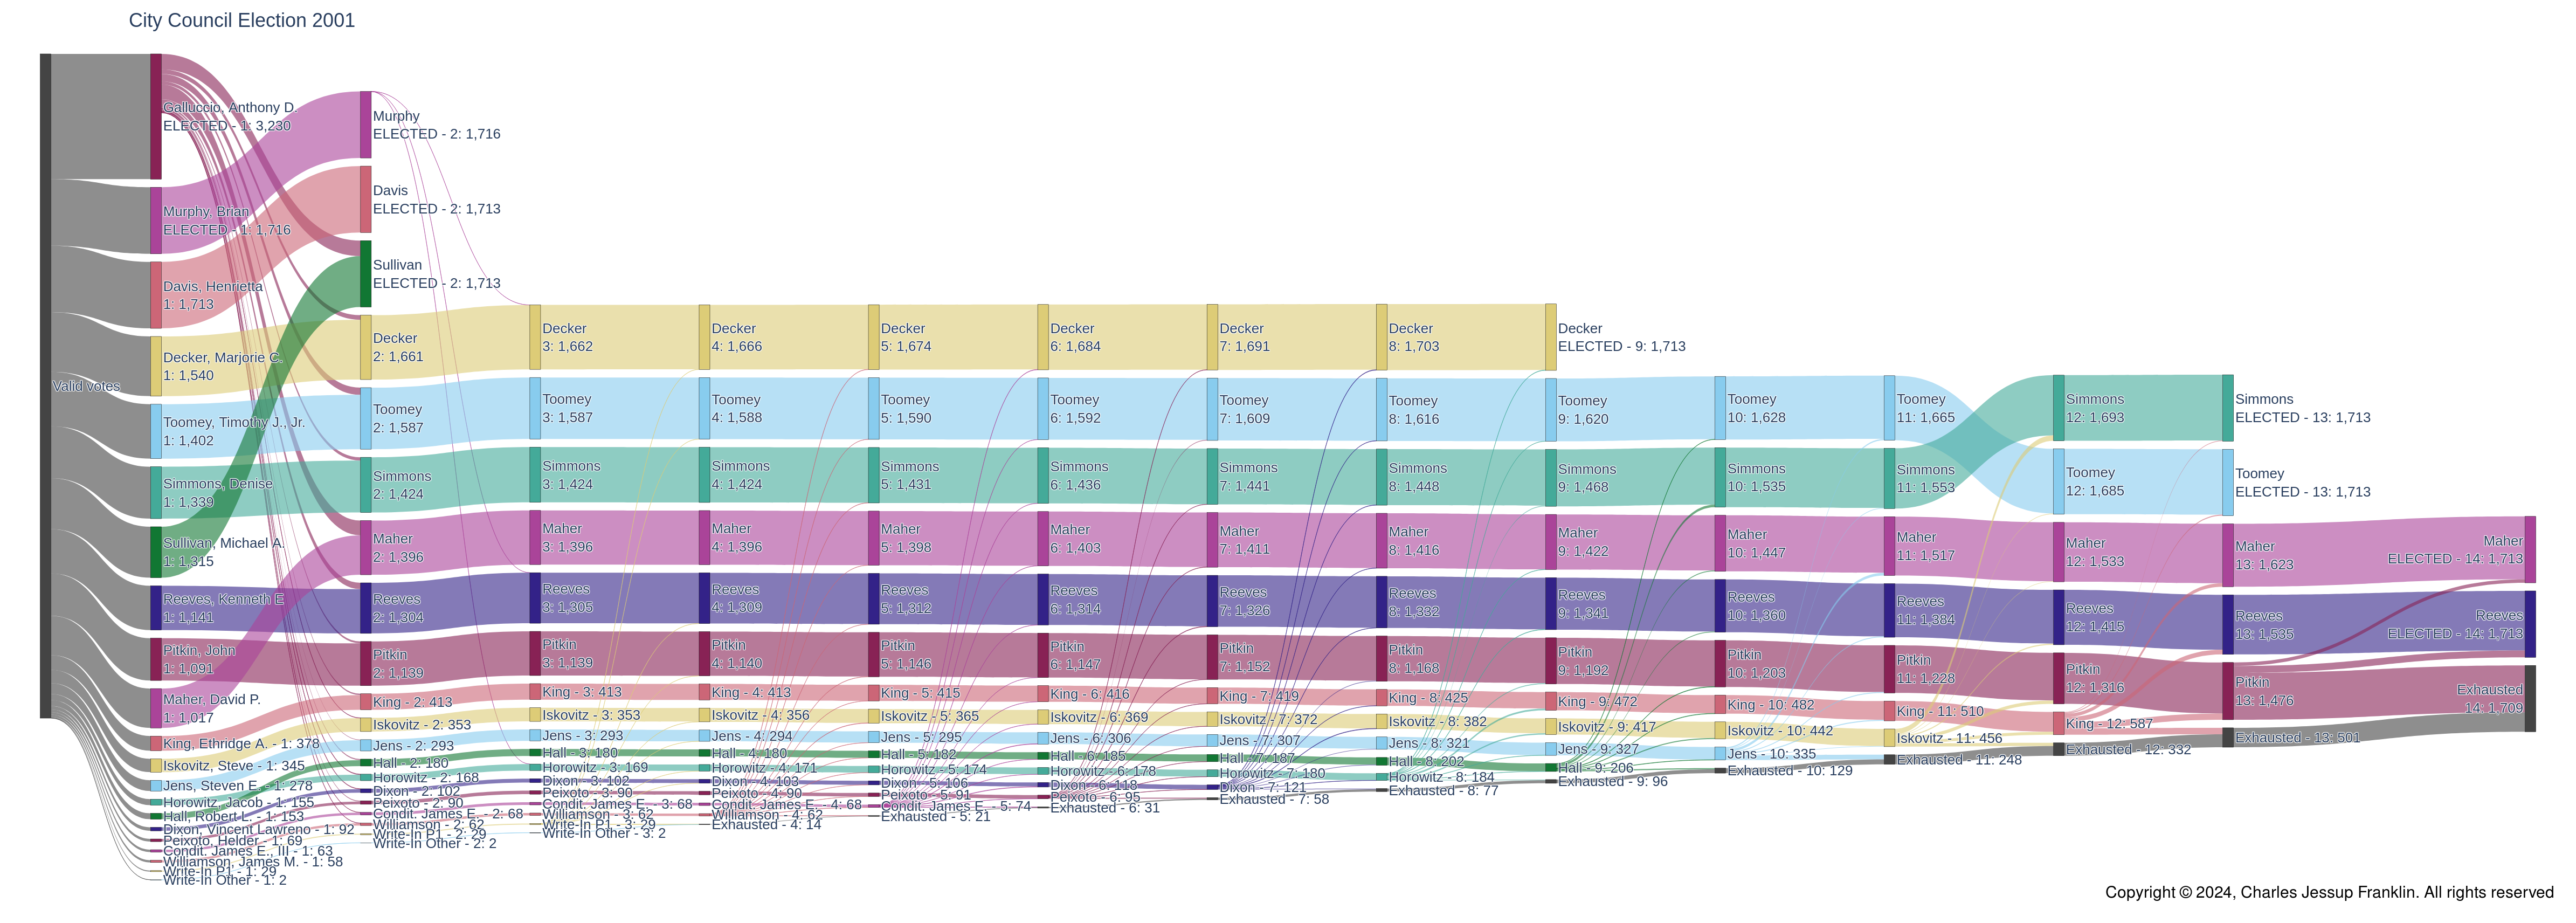 City Council Election 2001
Valid votes
Galluccio, Anthony D.
ELECTED - 1: 3,230
Murphy, Brian
ELECTED - 1: 1,716
Davis, Henrietta
1: 1,713
Decker, Marjorie C.
1: 1,540
Toomey, Timothy J., Jr.
1: 1,402
Simmons, Denise
1: 1,339
Sullivan, Michael A.
1: 1,315
Reeves, Kenneth E
1: 1,141
Pitkin, John
1: 1,091
Maher, David P.
1: 1,017
King, Ethridge A. - 1: 378
Iskovitz, Steve - 1: 345
Jens, Steven E. - 1: 278
Horowitz, Jacob - 1: 155
Hall, Robert L. - 1: 153
Dixon, Vincent Lawreno - 1: 92
Peixoto, Helder - 1: 69
Condit, James E., III - 1: 63
Williamson, James M. - 1: 58
Write-In P1 - 1: 29
Write-In Other - 1: 2
Murphy
ELECTED - 2: 1,716
Davis
ELECTED - 2: 1,713
Sullivan
ELECTED - 2: 1,713
Decker
2: 1,661
Toomey
2: 1,587
Simmons
2: 1,424
Maher
2: 1,396
Reeves
2: 1,304
Pitkin
2: 1,139
King - 2: 413
Iskovitz - 2: 353
Jens - 2: 293
Hall - 2: 180
Horowitz - 2: 168
Dixon - 2: 102
Peixoto - 2: 90
Condit, James E. - 2: 68
Williamson - 2: 62
Write-In P1 - 2: 29
Write-In Other - 2: 2
Decker
3: 1,662
Toomey
3: 1,587
Simmons
3: 1,424
Maher
3: 1,396
Reeves
3: 1,305
Pitkin
3: 1,139
King - 3: 413
Iskovitz - 3: 353
Jens - 3: 293
Hall - 3: 180
Horowitz - 3: 169
Dixon - 3: 102
Peixoto - 3: 90
Condit, James E. - 3: 68
Williamson - 3: 62
Write-In P1 - 3: 29
Write-In Other - 3: 2
Decker
4: 1,666
Toomey
4: 1,588
Simmons
4: 1,424
Maher
4: 1,396
Reeves
4: 1,309
Pitkin
4: 1,140
King - 4: 413
Iskovitz - 4: 356
Jens - 4: 294
Hall - 4: 180
Horowitz - 4: 171
Dixon - 4: 103
Peixoto - 4: 90
Condit, James E. - 4: 68
Williamson - 4: 62
Exhausted - 4: 14
Decker
5: 1,674
Toomey
5: 1,590
Simmons
5: 1,431
Maher
5: 1,398
Reeves
5: 1,312
Pitkin
5: 1,146
King - 5: 415
Iskovitz - 5: 365
Jens - 5: 295
Hall - 5: 182
Horowitz - 5: 174
Dixon - 5: 106
Peixoto - 5: 91
Condit, James E. - 5: 74
Exhausted - 5: 21
Decker
6: 1,684
Toomey
6: 1,592
Simmons
6: 1,436
Maher
6: 1,403
Reeves
6: 1,314
Pitkin
6: 1,147
King - 6: 416
Iskovitz - 6: 369
Jens - 6: 306
Hall - 6: 185
Horowitz - 6: 178
Dixon - 6: 118
Peixoto - 6: 95
Exhausted - 6: 31
Decker
7: 1,691
Toomey
7: 1,609
Simmons
7: 1,441
Maher
7: 1,411
Reeves
7: 1,326
Pitkin
7: 1,152
King - 7: 419
Iskovitz - 7: 372
Jens - 7: 307
Hall - 7: 187
Horowitz - 7: 180
Dixon - 7: 121
Exhausted - 7: 58
Decker
8: 1,703
Toomey
8: 1,616
Simmons
8: 1,448
Maher
8: 1,416
Reeves
8: 1,332
Pitkin
8: 1,168
King - 8: 425
Iskovitz - 8: 382
Jens - 8: 321
Hall - 8: 202
Horowitz - 8: 184
Exhausted - 8: 77
Decker
ELECTED - 9: 1,713
Toomey
9: 1,620
Simmons
9: 1,468
Maher
9: 1,422
Reeves
9: 1,341
Pitkin
9: 1,192
King - 9: 472
Iskovitz - 9: 417
Jens - 9: 327
Hall - 9: 206
Exhausted - 9: 96
Toomey
10: 1,628
Simmons
10: 1,535
Maher
10: 1,447
Reeves
10: 1,360
Pitkin
10: 1,203
King - 10: 482
Iskovitz - 10: 442
Jens - 10: 335
Exhausted - 10: 129
Toomey
11: 1,665
Simmons
11: 1,553
Maher
11: 1,517
Reeves
11: 1,384
Pitkin
11: 1,228
King - 11: 510
Iskovitz - 11: 456
Exhausted - 11: 248
Simmons
12: 1,693
Toomey
12: 1,685
Maher
12: 1,533
Reeves
12: 1,415
Pitkin
12: 1,316
King - 12: 587
Exhausted - 12: 332
Simmons
ELECTED - 13: 1,713
Toomey
ELECTED - 13: 1,713
Maher
13: 1,623
Reeves
13: 1,535
Pitkin
13: 1,476
Exhausted - 13: 501
Maher
ELECTED - 14: 1,713
Reeves
ELECTED - 14: 1,713
Exhausted
14: 1,709
Copyright © 2024, Charles Jessup Franklin. All rights reserved